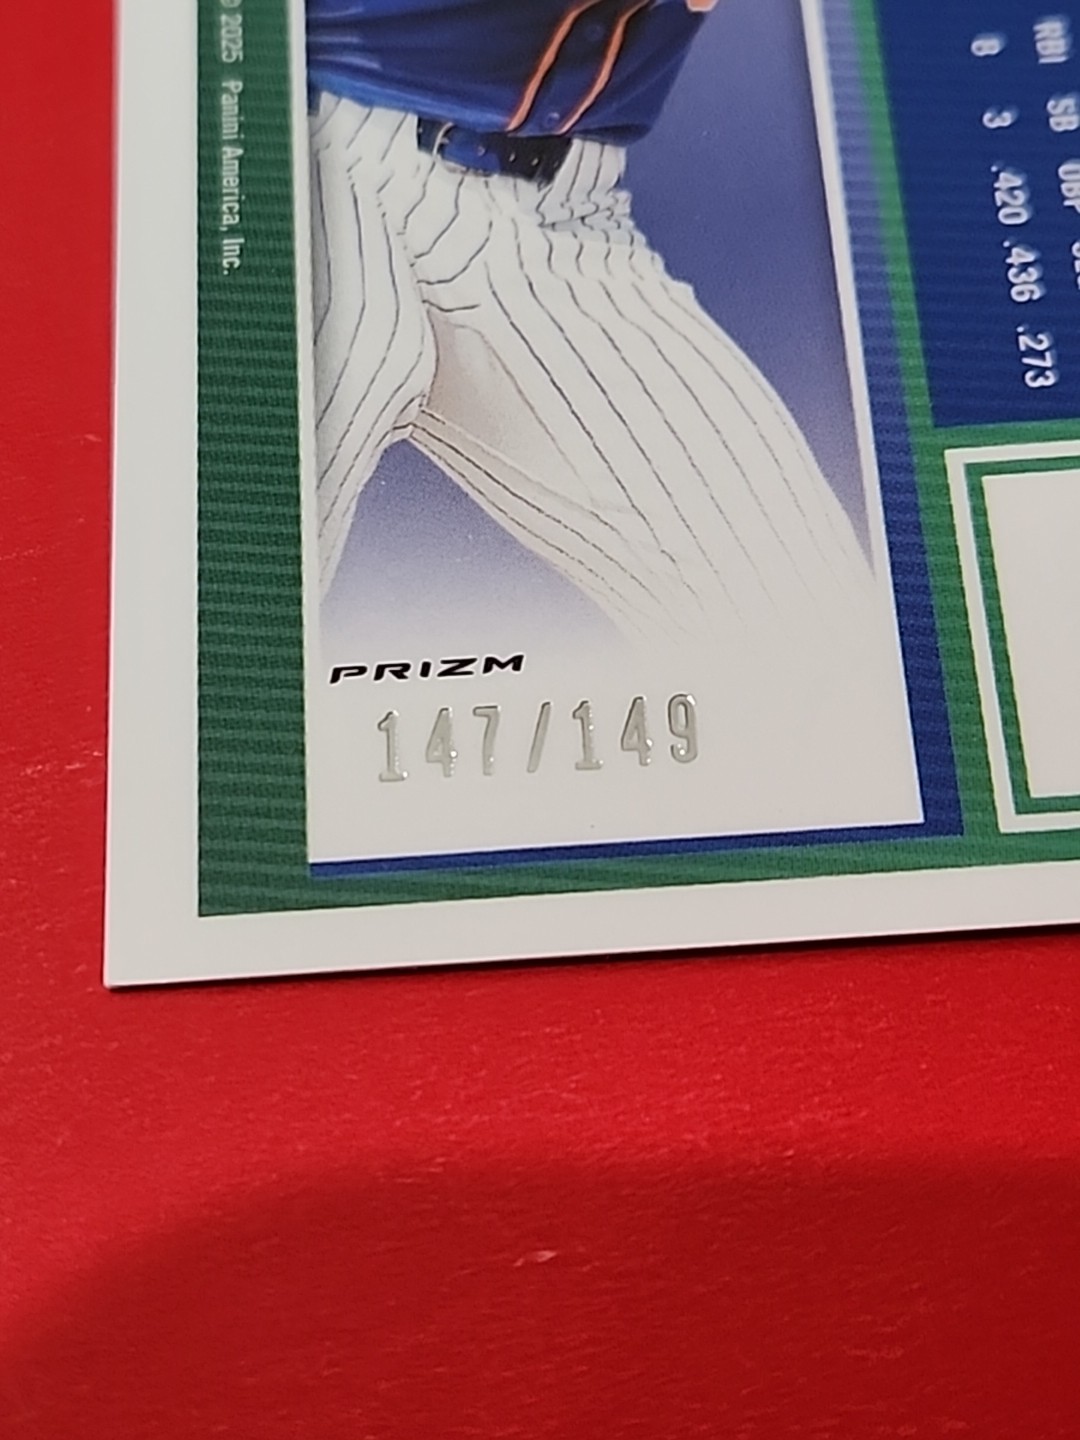 © 2025 Panini America, Inc.
RBI SB OBP
8 3 .420 .436 .273
PRIZM
147/149